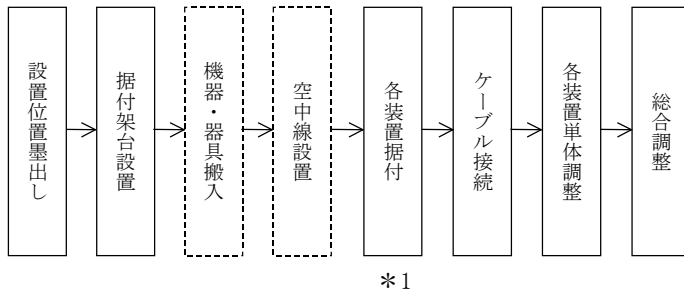 設置位置墨出し
据付架台設置
機器・器具搬入
空中線設置
各装置据付
ケーブル接続
各装置単体調整
総合調整
＊1